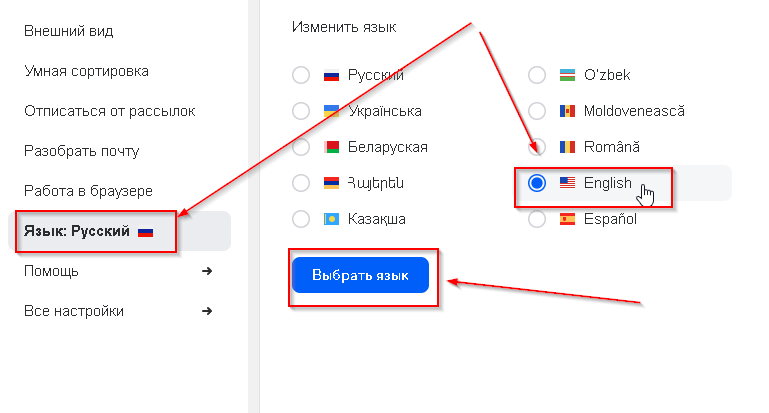 Внешний вид
Умная сортировка
Отписаться от рассылок
Разобрать почту
Работа в браузере
Язык: Русский
Помощь
Все настройки
Изменить язык
Русский
Українська
Беларуская
Հայերեն
Казақша
O'zbek
Moldovenească
Română
English
Español
Выбрать язык